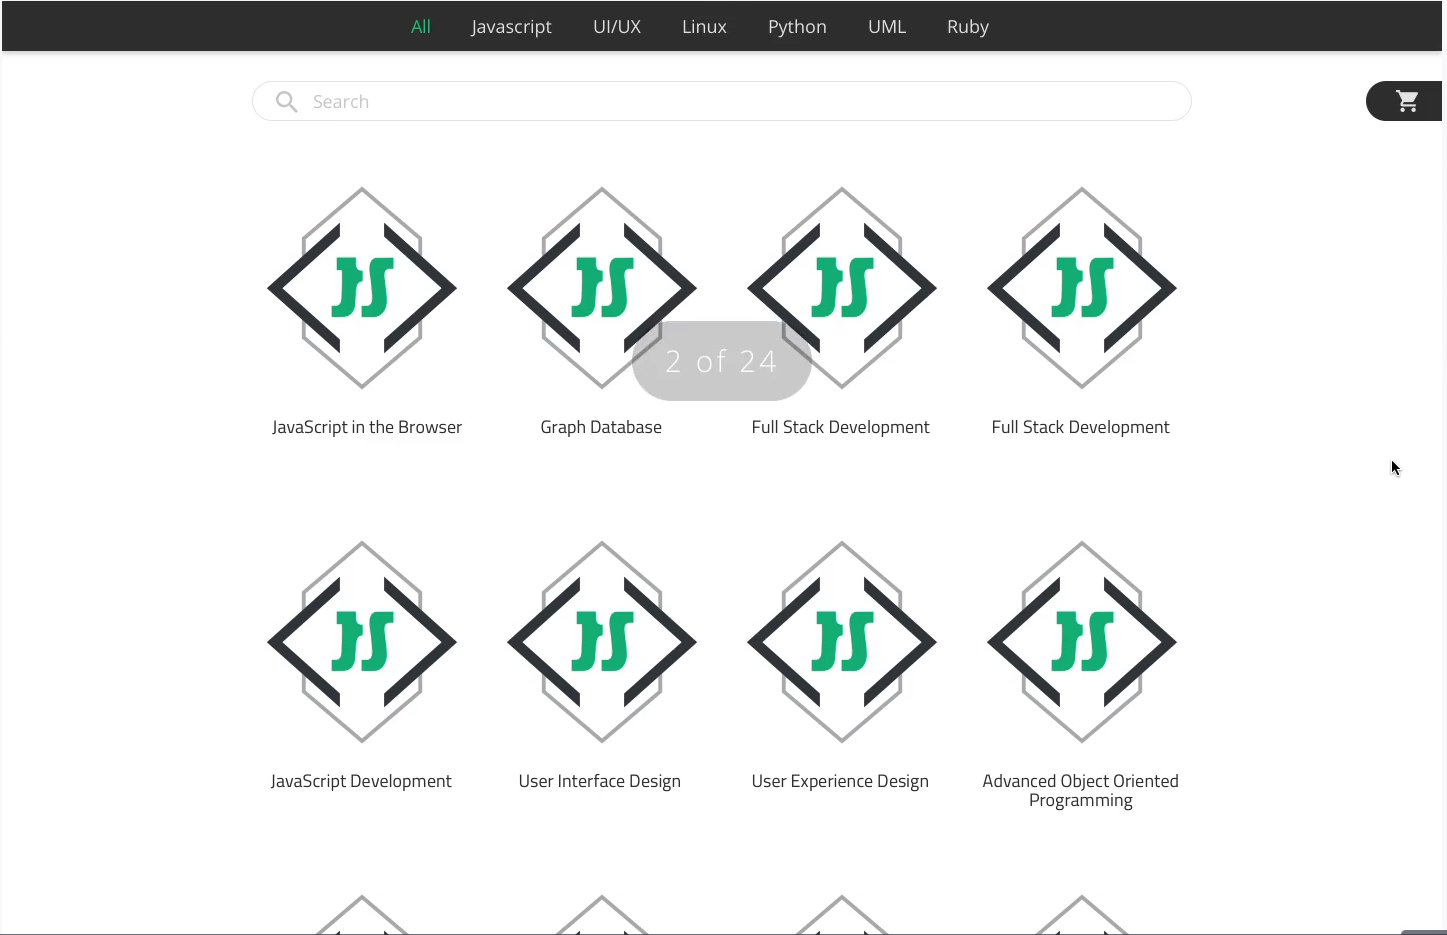 All Javascript UI/UX Linux Python UML Ruby
Search
JS JS JS JS
2 of 24
JavaScript in the Browser Graph Database Full Stack Development Full Stack Development
JS JS JS JS
JavaScript Development User Interface Design User Experience Design Advanced Object Oriented
Programming